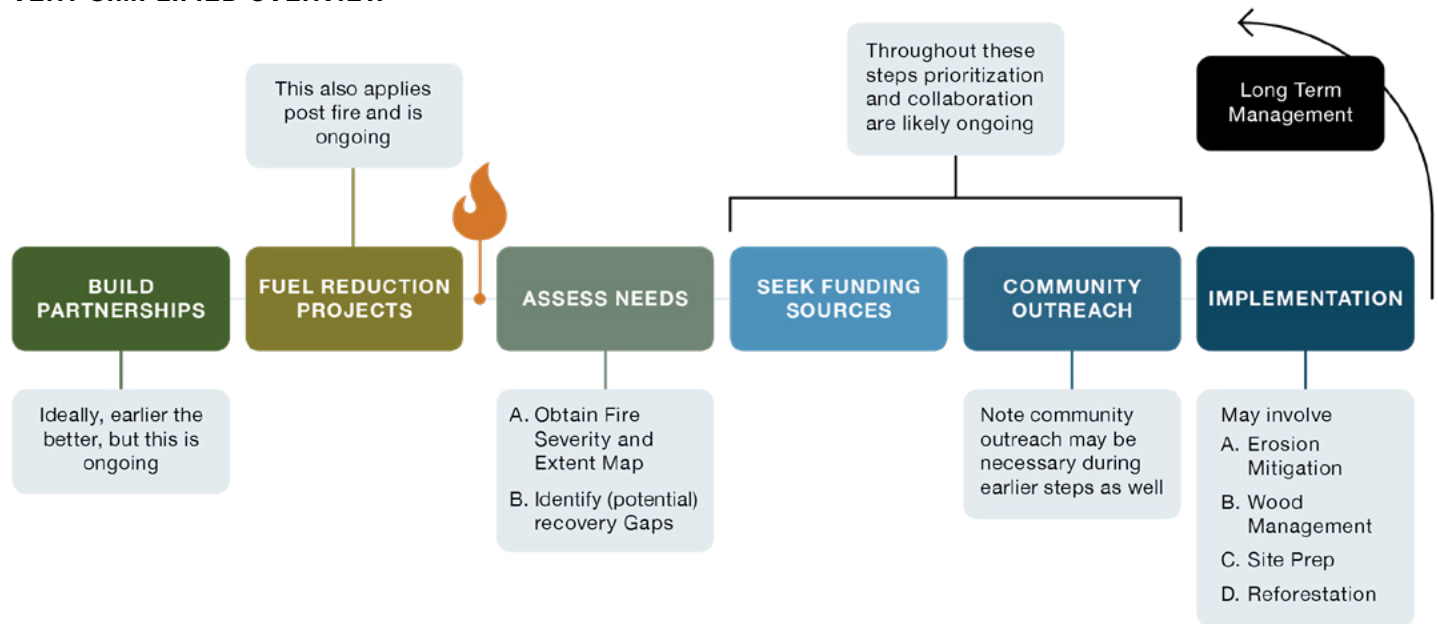 This also applies
post fire and is
ongoing
Throughout these
steps prioritization
and collaboration
are likely ongoing
Long Term
Management
BUILD
PARTNERSHIPS
FUEL REDUCTION
PROJECTS
ASSESS NEEDS
SEEK FUNDING
SOURCES
COMMUNITY
OUTREACH
IMPLEMENTATION
Ideally, earlier the
better, but this is
ongoing
A. Obtain Fire
Severity and
Extent Map
B. Identify (potential)
recovery Gaps
Note community
outreach may be
necessary during
earlier steps as well
May involve
A. Erosion
Mitigation
B. Wood
Management
C. Site Prep
D. Reforestation